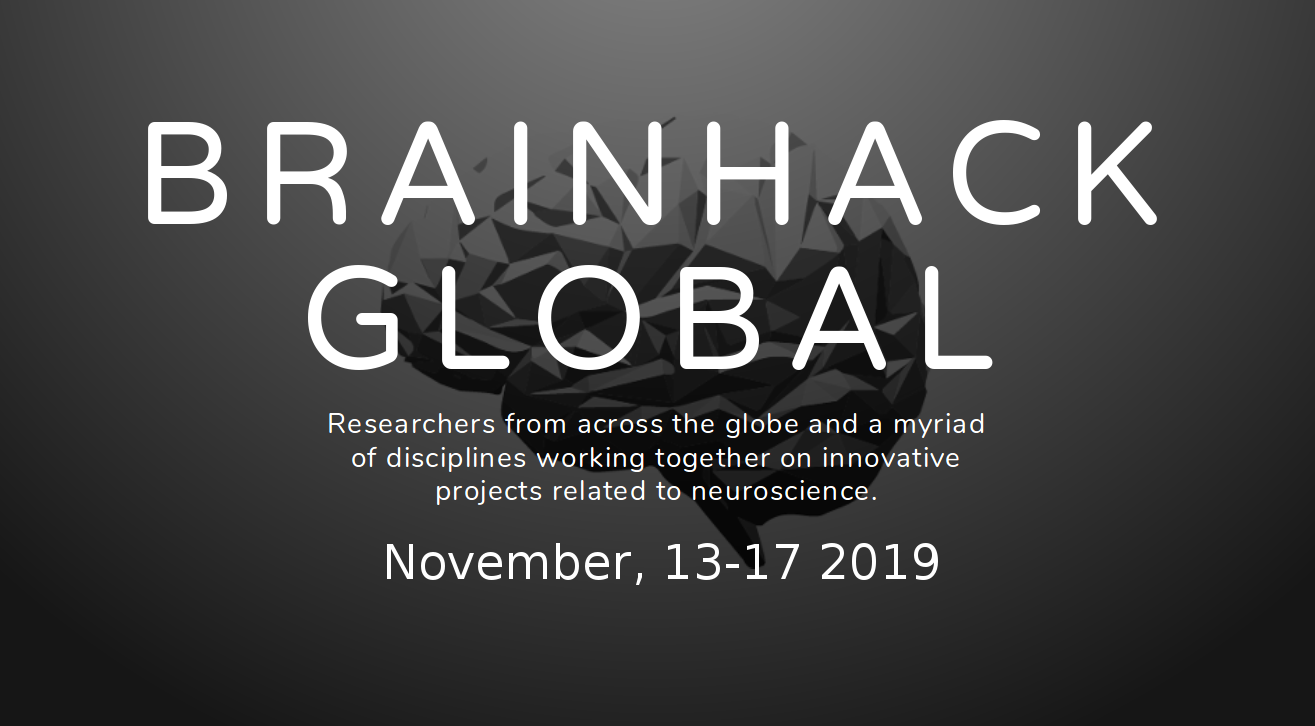 BRAINHACK
GLOBAL
Researchers from across the globe and a myriad
of disciplines working together on innovative
projects related to neuroscience.
November, 13-17 2019